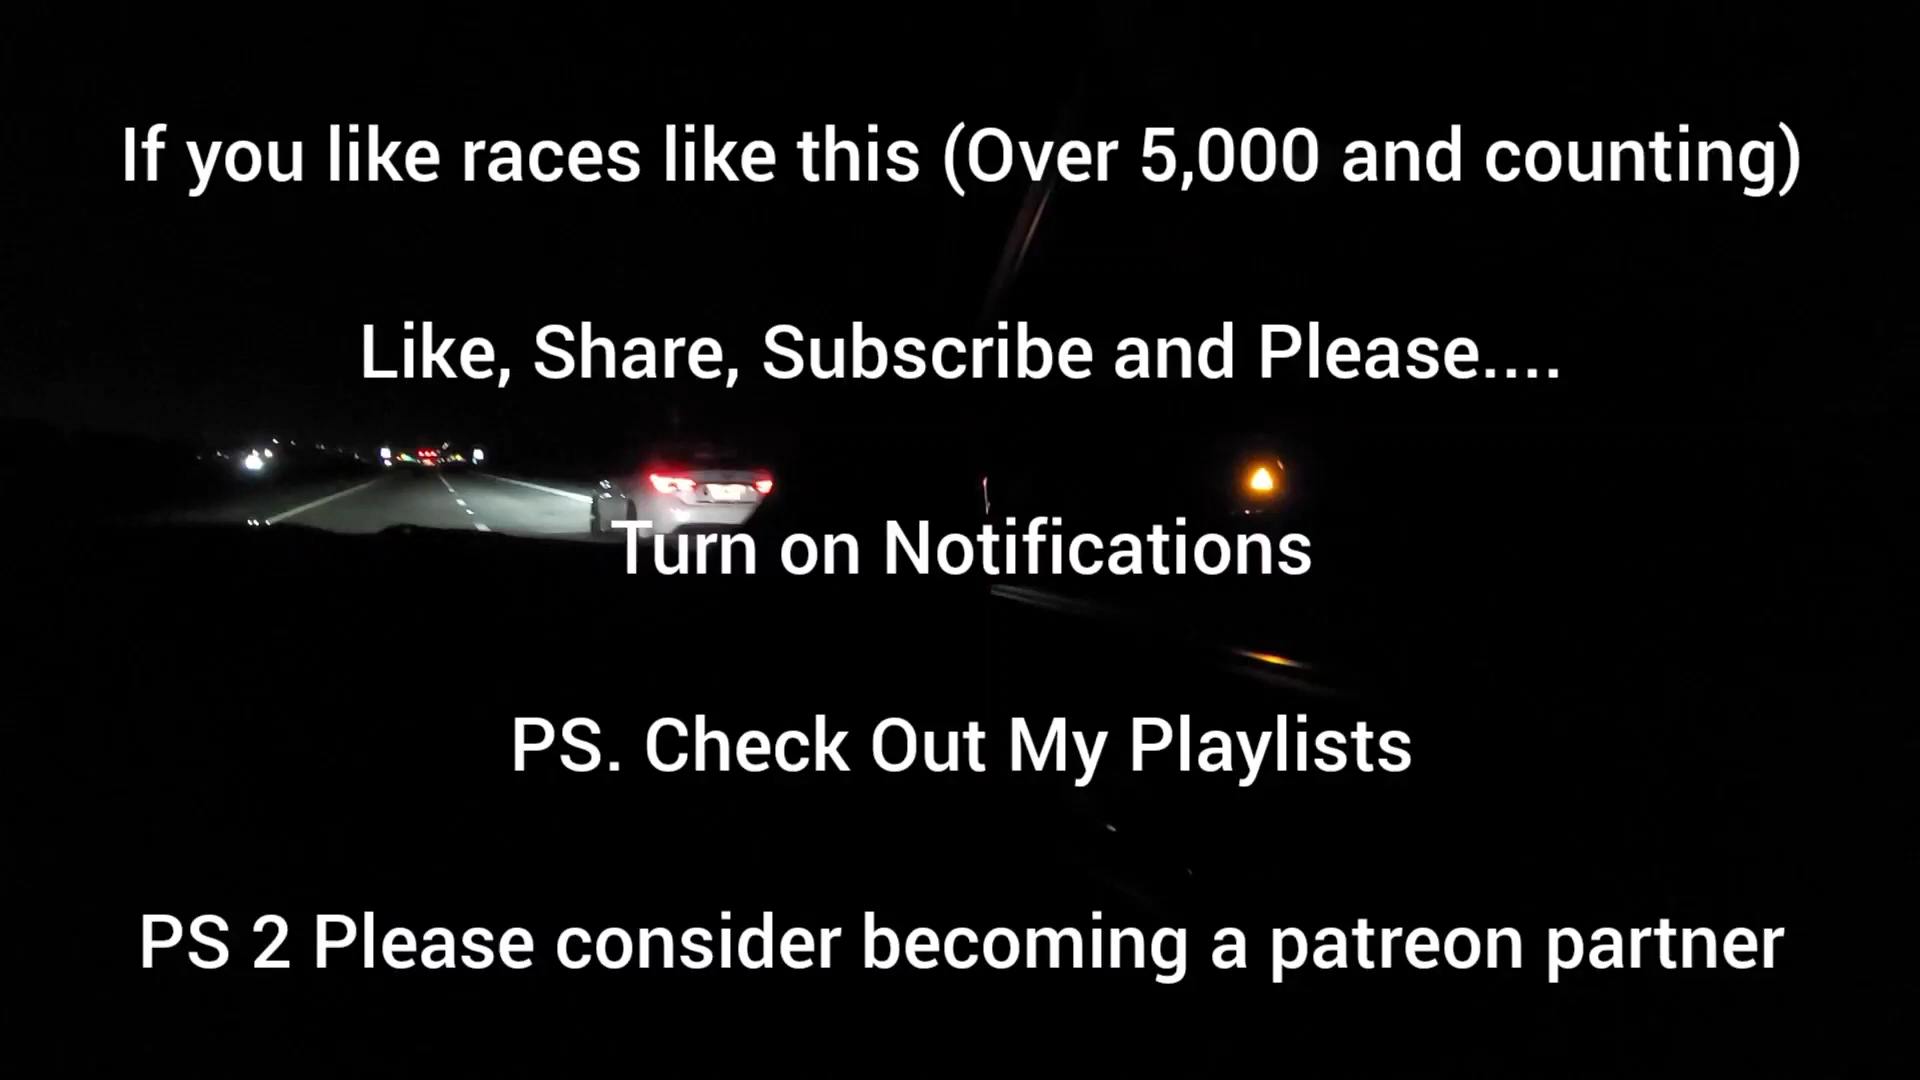 If you like races like this (Over 5,000 and counting)
Like, Share, Subscribe and Please....
Turn on Notifications
PS. Check Out My Playlists
PS 2 Please consider becoming a patreon partner